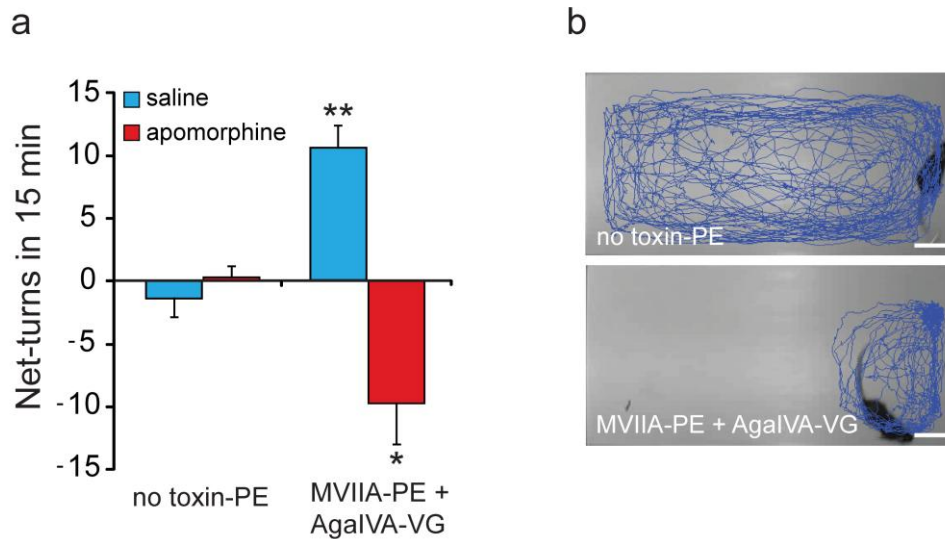 a
b
Net-turns in 15 min
15
10
5
0
-5
-10
-15
saline
apomorphine
**
*
no toxin-PE
MVIIA-PE +
AgaIVA-VG
no toxin-PE
MVIIA-PE + AgaIVA-VG